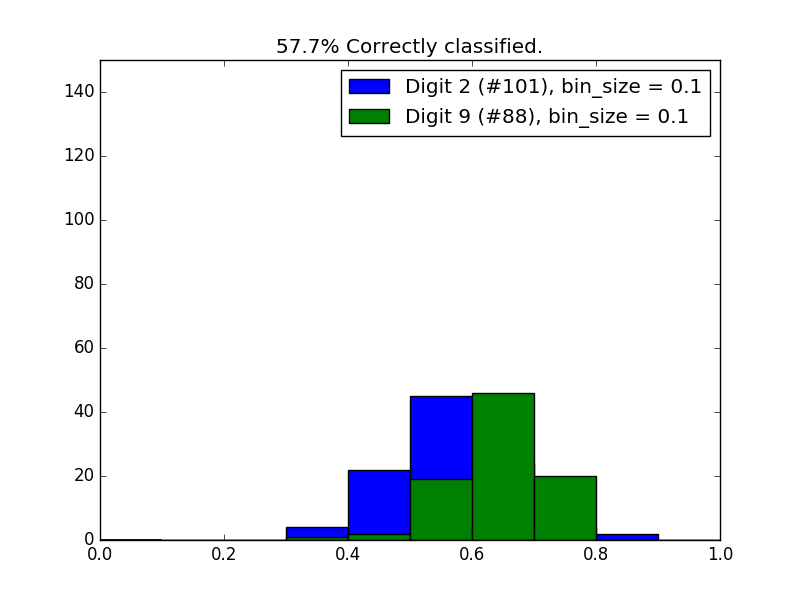 57.7% Correctly classified.
Digit 2 (#101), bin_size = 0.1
Digit 9 (#88), bin_size = 0.1
140
120
100
80
60
40
20
0
0.0 0.2 0.4 0.6 0.8 1.0